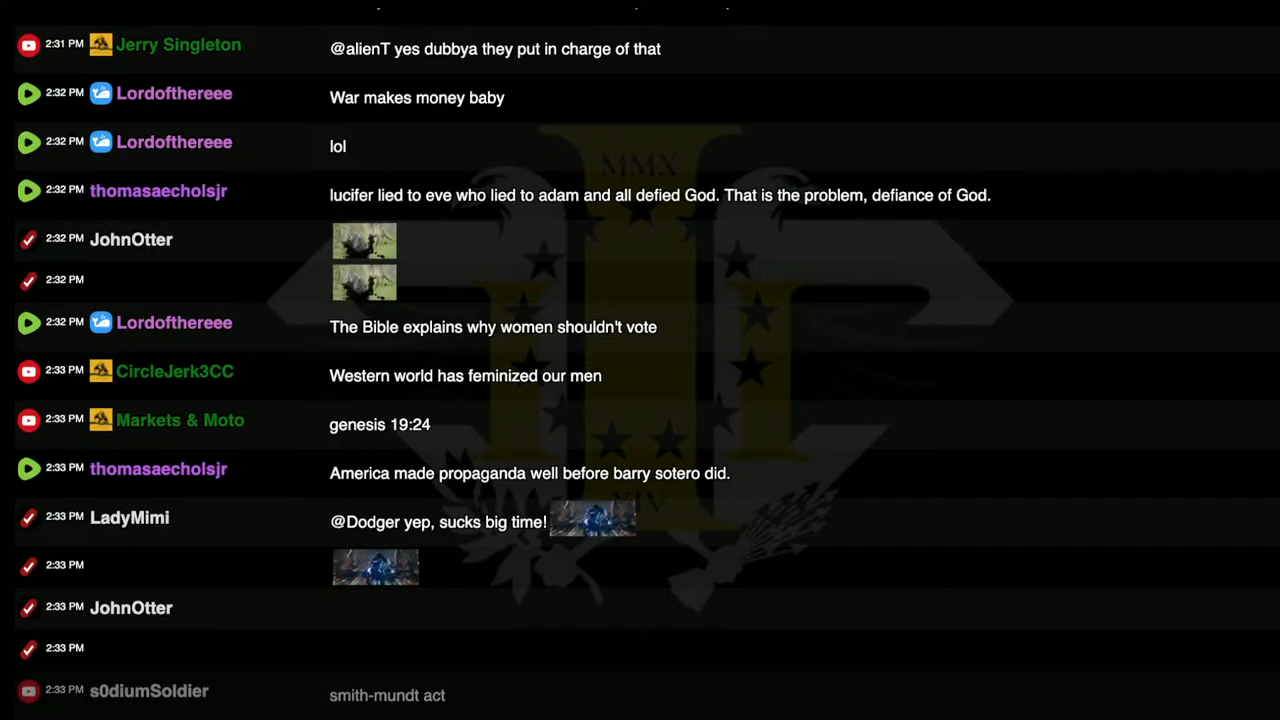 2:31 PM Jerry Singleton @alienT yes dubbya they put in charge of that
2:32 PM Lordofthereee War makes money baby
2:32 PM Lordofthereee lol
2:32 PM thomasaecholsjr lucifer lied to eve who lied to adam and all defied God. That is the problem, defiance of God.
2:32 PM JohnOtter
2:32 PM
2:32 PM Lordofthereee The Bible explains why women shouldn't vote
2:33 PM CircleJerk3CC Western world has feminized our men
2:33 PM Markets & Moto genesis 19:24
2:33 PM thomasaecholsjr America made propaganda well before barry sotero did.
2:33 PM LadyMimi @Dodger yep, sucks big time!
2:33 PM
2:33 PM JohnOtter
2:33 PM
2:33 PM s0diumSoldier smith-mundt act
MMX
XIV